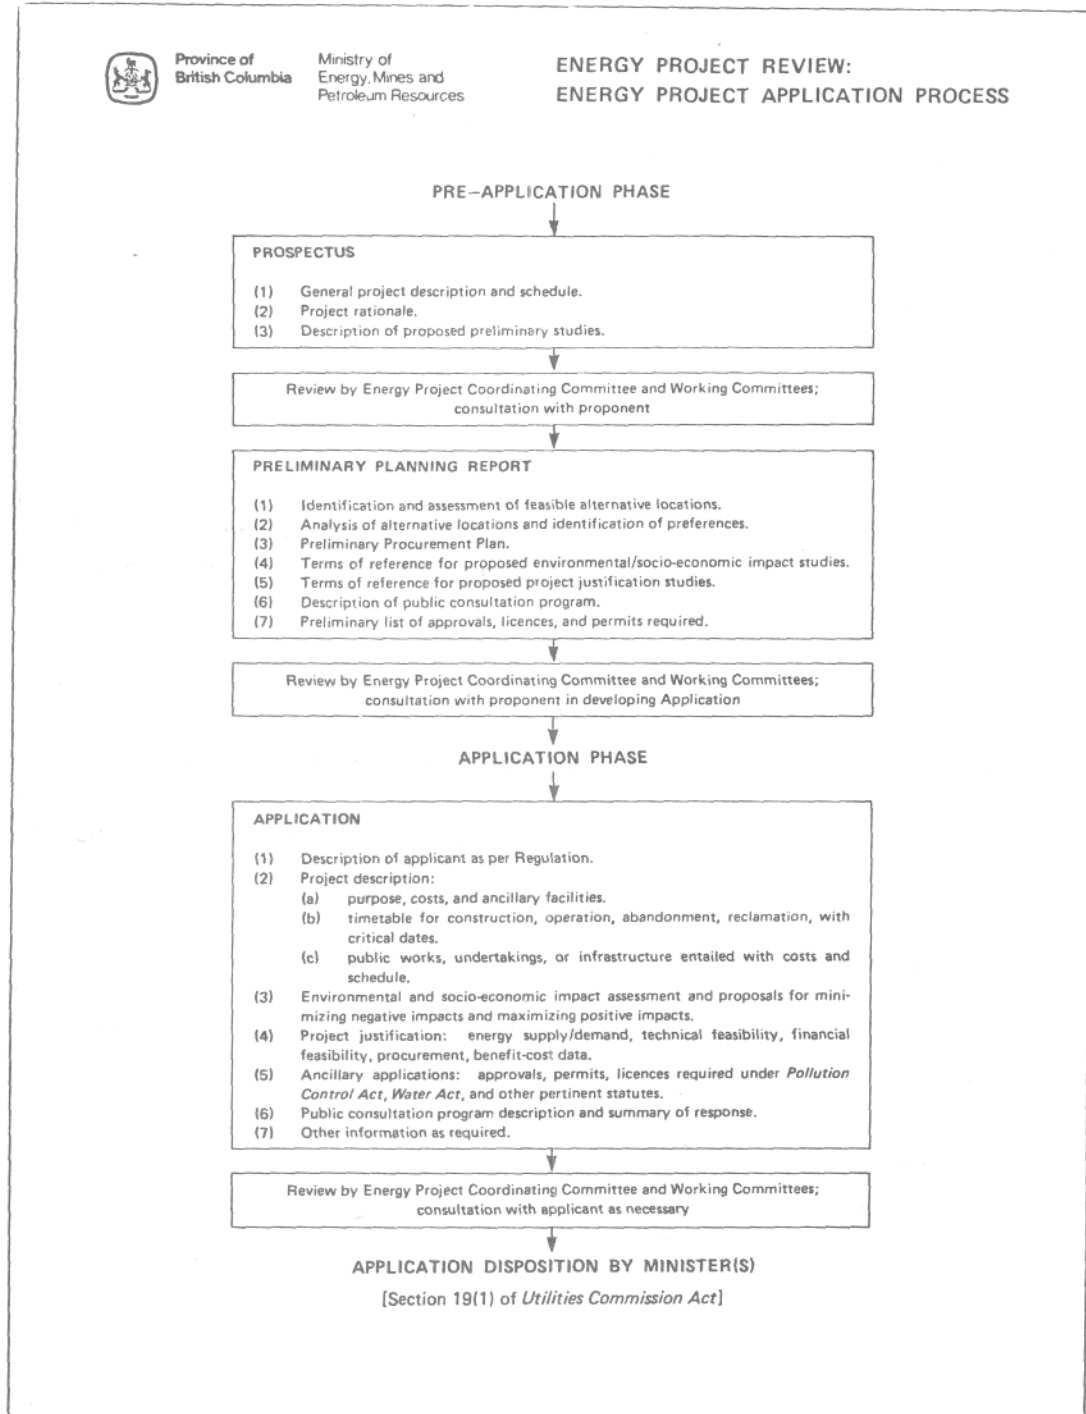 Province of
British Columbia
Ministry of
Energy, Mines and
Petroleum Resources
ENERGY PROJECT REVIEW:
ENERGY PROJECT APPLICATION PROCESS
PRE–APPLICATION PHASE
PROSPECTUS
(1) General project description and schedule.
(2) Project rationale.
(3) Description of proposed preliminary studies.
Review by Energy Project Coordinating Committee and Working Committees;
consultation with proponent
PRELIMINARY PLANNING REPORT
(1) Identification and assessment of feasible alternative locations.
(2) Analysis of alternative locations and identification of preferences.
(3) Preliminary Procurement Plan.
(4) Terms of reference for proposed environmental/socio-economic impact studies.
(5) Terms of reference for proposed project justification studies.
(6) Description of public consultation program.
(7) Preliminary list of approvals, licences, and permits required.
Review by Energy Project Coordinating Committee and Working Committees;
consultation with proponent in developing Application
APPLICATION PHASE
APPLICATION
(1) Description of applicant as per Regulation.
(2) Project description:
(a) purpose, costs, and ancillary facilities.
(b) timetable for construction, operation, abandonment, reclamation, with
critical dates.
(c) public works, undertakings, or infrastructure entailed with costs and
schedule.
(3) Environmental and socio-economic impact assessment and proposals for mini-
mizing negative impacts and maximizing positive impacts.
(4) Project justification: energy supply/demand, technical feasibility, financial
feasibility, procurement, benefit-cost data.
(5) Ancillary applications: approvals, permits, licences required under Pollution
Control Act, Water Act, and other pertinent statutes.
(6) Public consultation program description and summary of response.
(7) Other information as required.
Review by Energy Project Coordinating Committee and Working Committees;
consultation with applicant as necessary
APPLICATION DISPOSITION BY MINISTER(S)
[Section 19(1) of Utilities Commission Act]